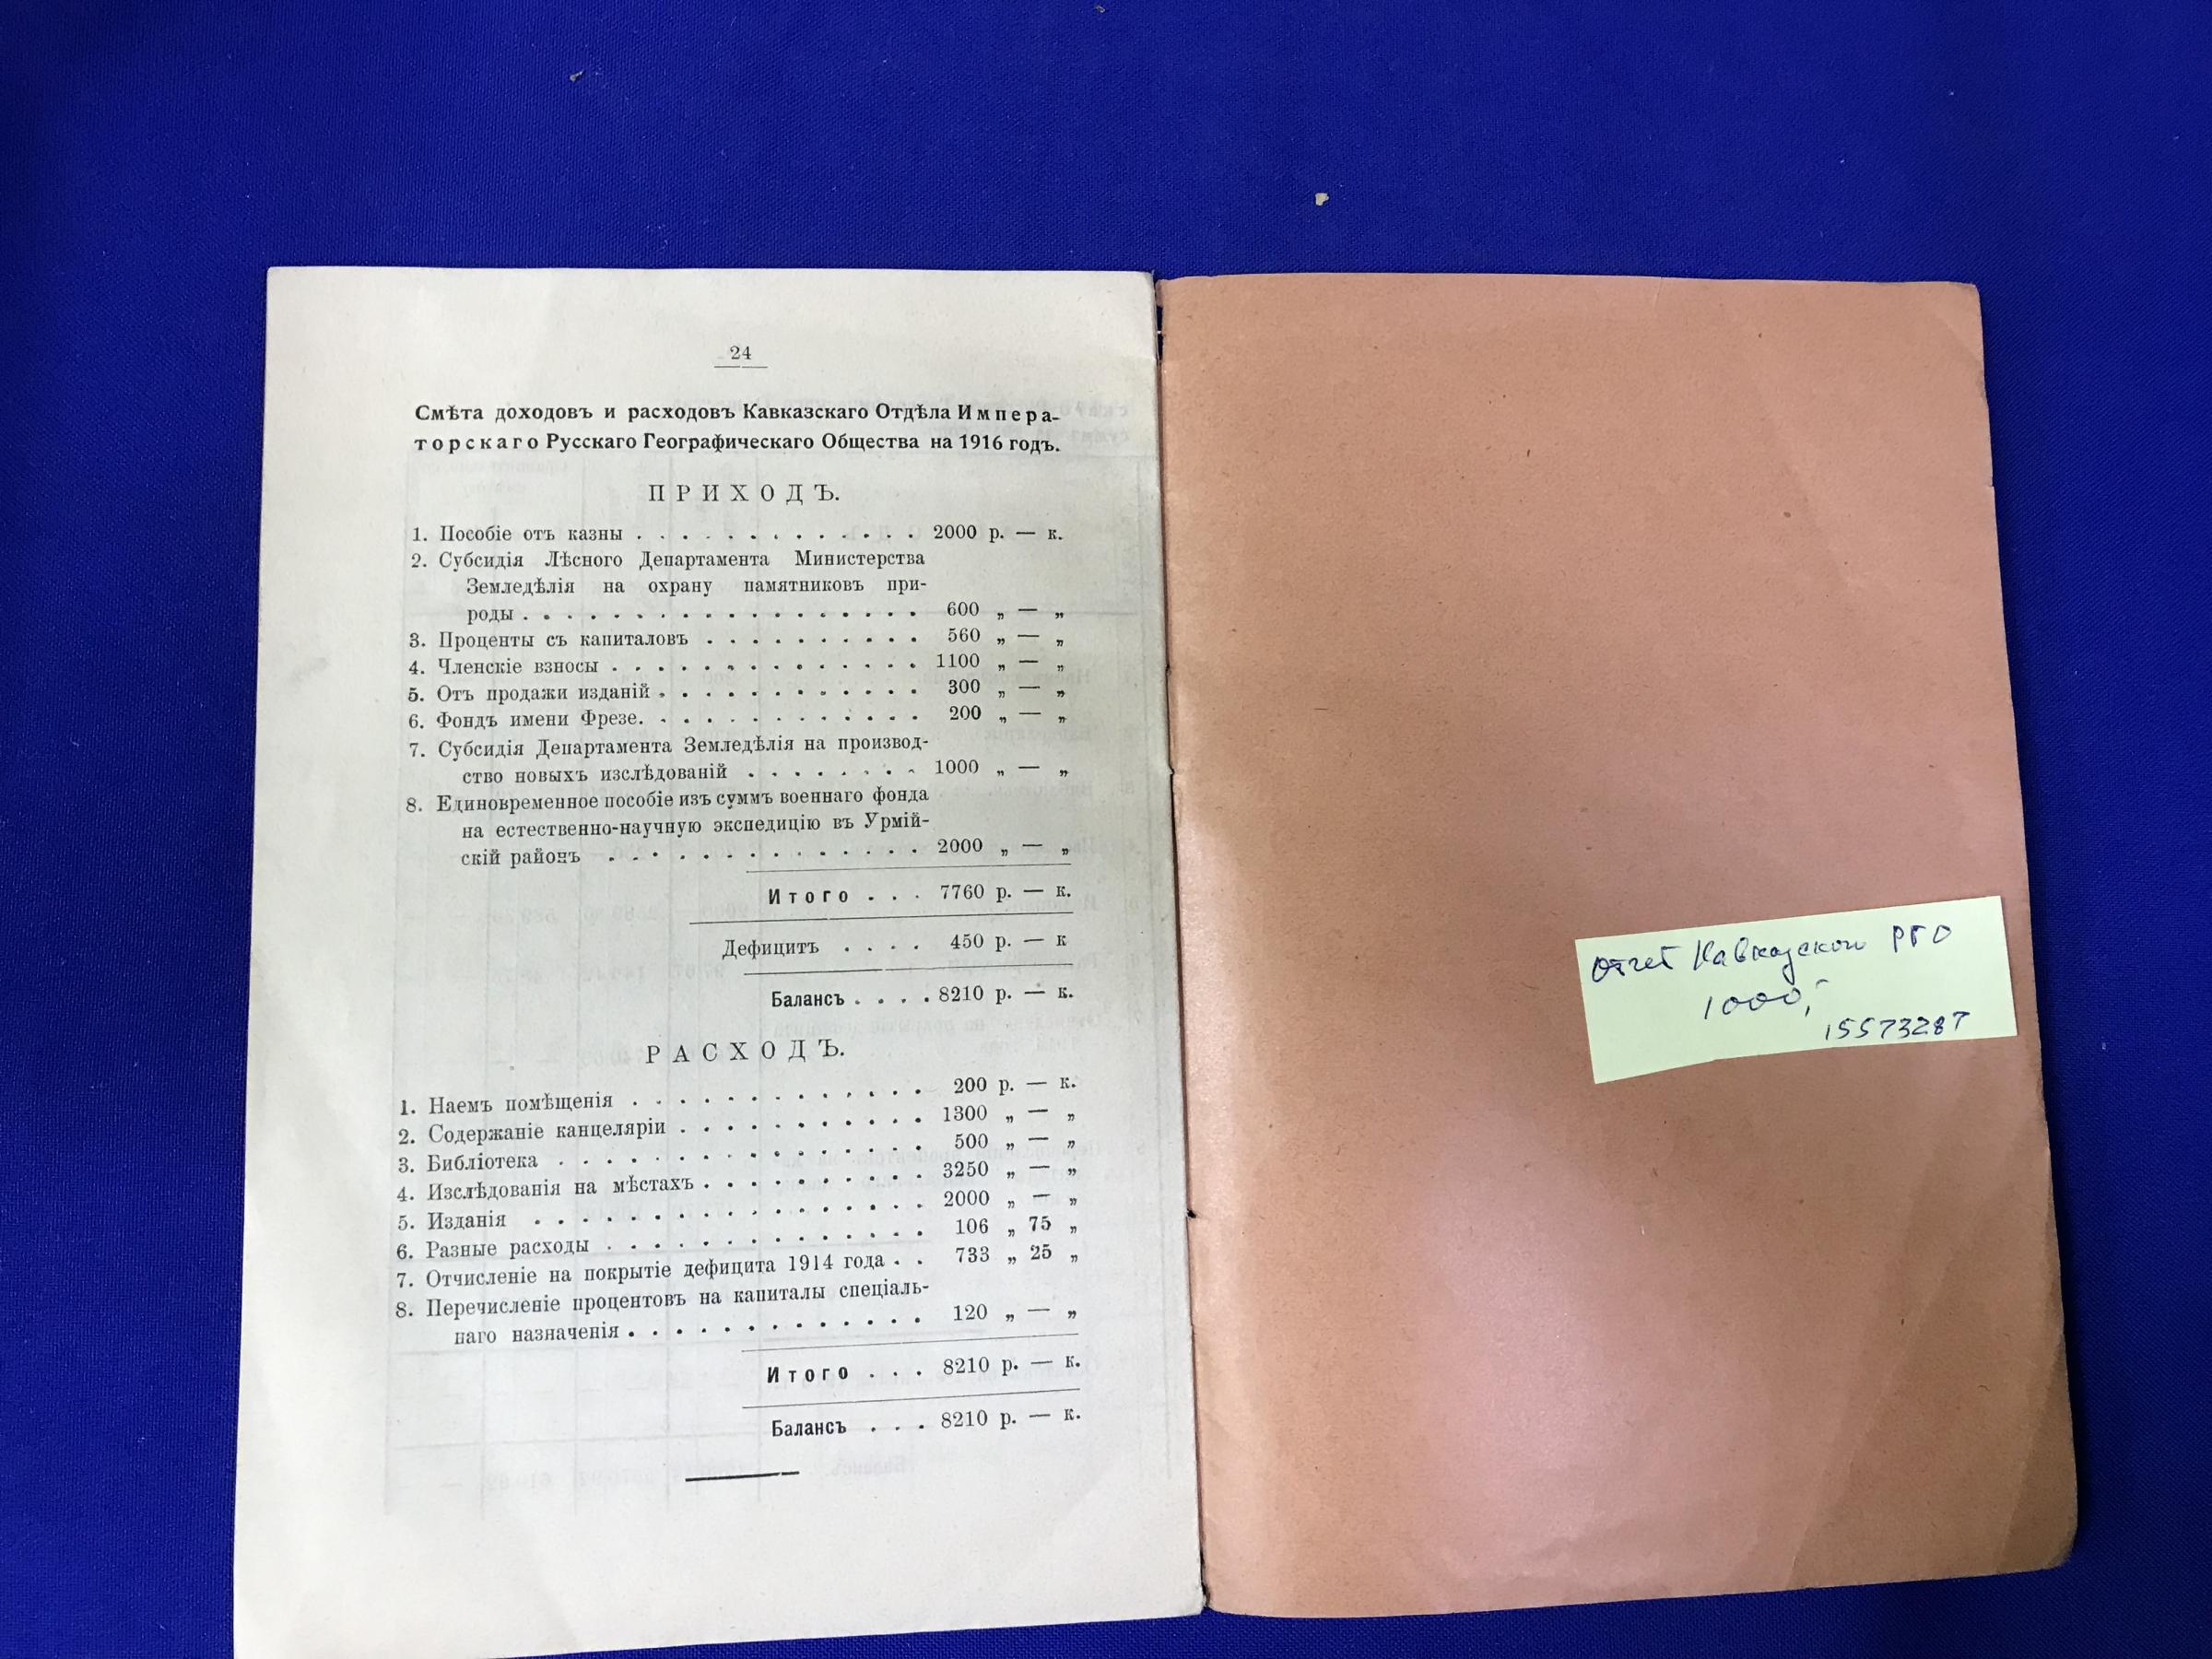 24
Смѣта доходовъ и расходовъ Кавказскаго Отдѣла Импера-
торскаго Русскаго Географическаго Общества на 1916 годъ.
ПРИХОДЪ.
1. Пособіе отъ казны . . . . . . . . . . . . . 2000 р. — к.
2. Субсидія Лѣсного Департамента Министерства
Земледѣлія на охрану памятниковъ при-
роды . . . . . . . . . . . . . . . . . . 600 „ — „
3. Проценты съ капиталовъ . . . . . . . . . . 560 „ — „
4. Членскіе взносы . . . . . . . . . . . . . . 1100 „ — „
5. Отъ продажи изданій . . . . . . . . . . . . 300 „ — „
6. Фондъ имени Фрезе. . . . . . . . . . . . . 200 „ — „
7. Субсидія Департамента Земледѣлія на производ-
ство новыхъ изслѣдованій . . . . . . . . 1000 „ — „
8. Единовременное пособіе изъ суммъ военнаго фонда
на естественно-научную экспедицію въ Урмій-
скій районъ . . . . . . . . . . . . . . 2000 „ — „
Итого . . . 7760 р. — к.
Дефицитъ . . . . 450 р. — к
Балансъ . . . . 8210 р. — к.
РАСХОДЪ.
1. Наемъ помѣщенія . . . . . . . . . . . . . 200 р. — к.
2. Содержаніе канцеляріи . . . . . . . . . . . 1300 „ — „
3. Библіотека . . . . . . . . . . . . . . . . 500 „ — „
4. Изслѣдованія на мѣстахъ . . . . . . . . . . 3250 „ — „
5. Изданія . . . . . . . . . . . . . . . . . 2000 „ — „
6. Разные расходы . . . . . . . . . . . . . . 106 „ 75 „
7. Отчисленіе на покрытіе дефицита 1914 года . . 733 „ 25 „
8. Перечисленіе процентовъ на капиталы спеціаль-
наго назначенія . . . . . . . . . . . . . 120 „ — „
Итого . . . 8210 р. — к.
Балансъ . . . 8210 р. — к.
Отчет Кавказской РГО
1000,-
15573287